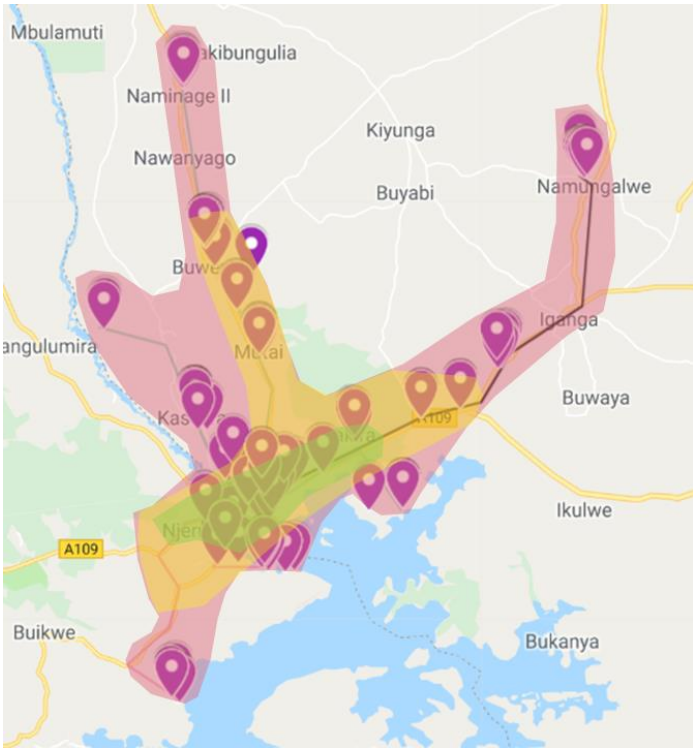 Mbulamuti
akibungulia
Naminage II
Kiyunga
Nawanyago
Namungalwe
Buyabi
Buwe
Iganga
angulumira
Mutai
Buwaya
Kas
A109
Ikulwe
Njeru
A109
Buikwe
Bukanya